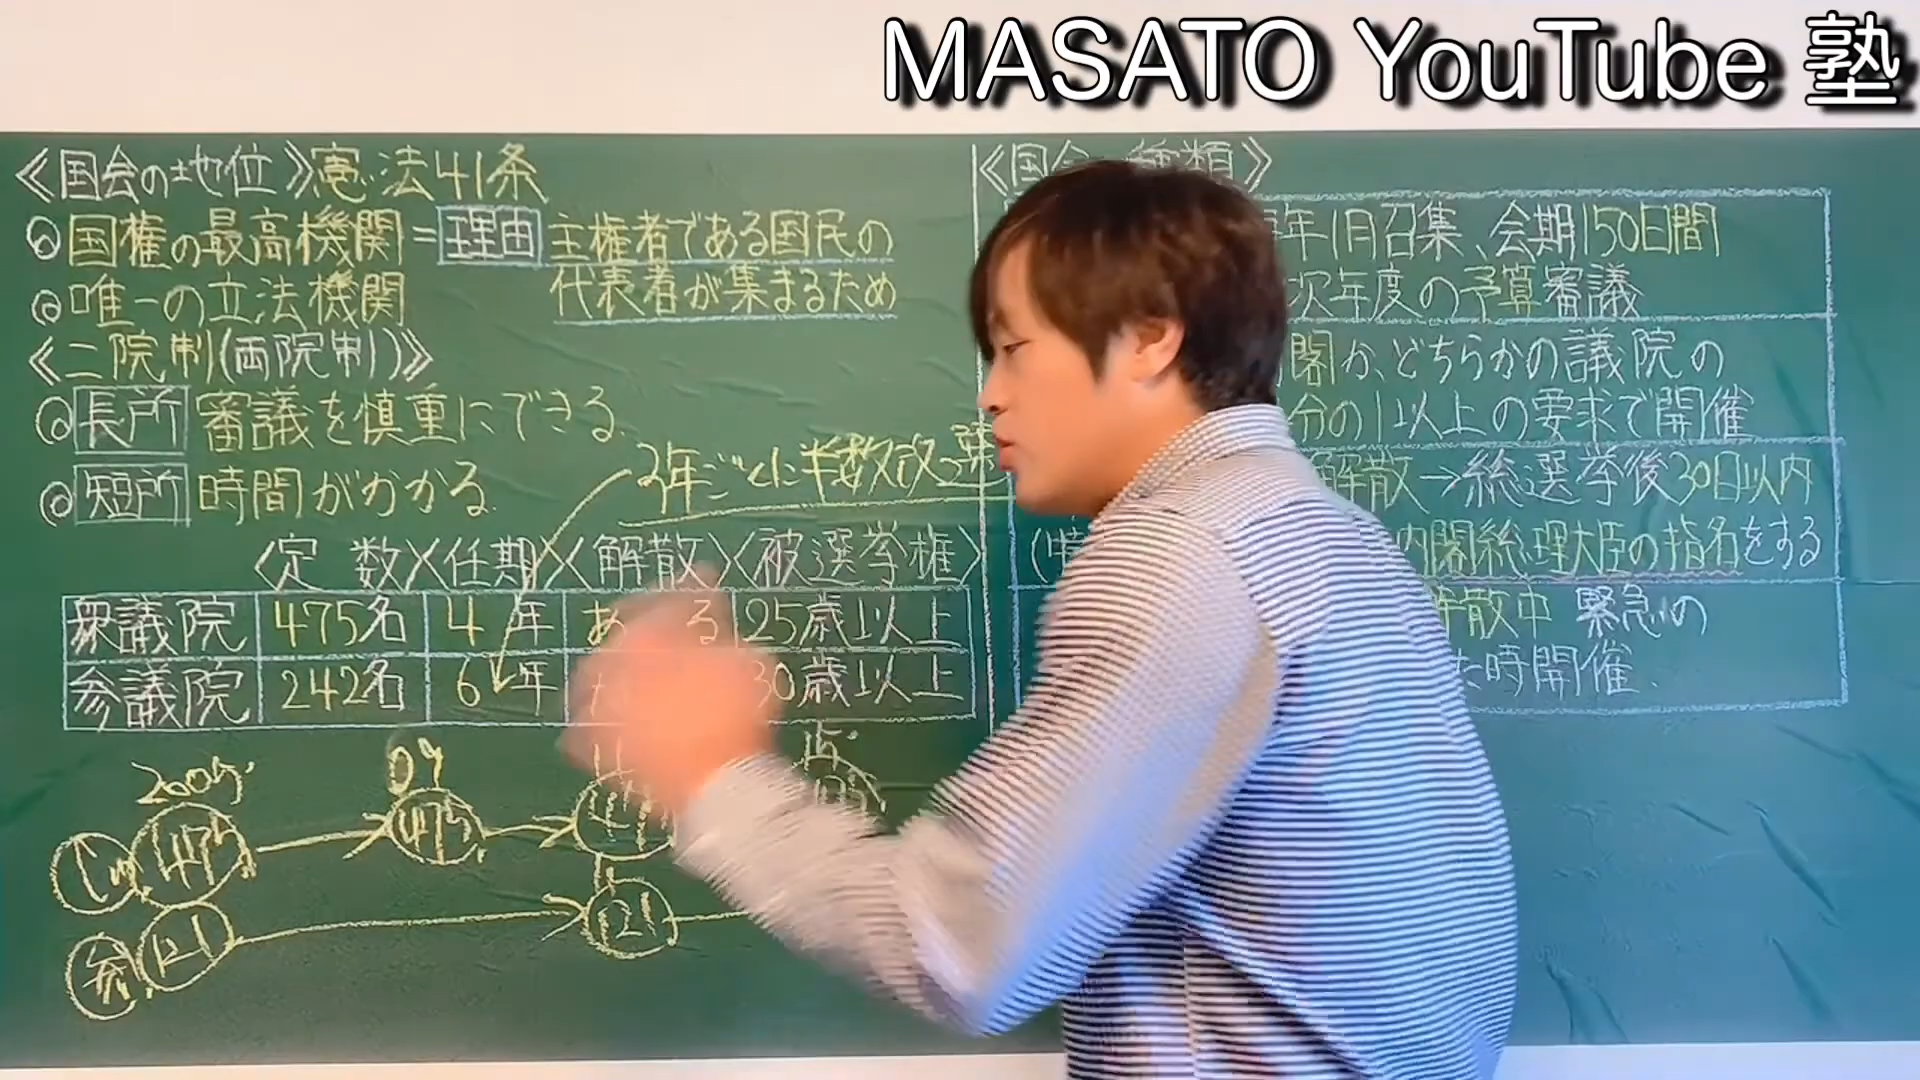 MASATO YouTube 塾
《国会の地位》憲法41条
◎国権の最高機関=理由 主権者である国民の
代表者が集まるため
◎唯一の立法機関
《二院制(両院制)》
◎長所 審議を慎重にできる.
◎短所 時間がかかる.
3年ごとに半数改選
〈定 数〉〈任期〉〈解散〉〈被選挙権〉
衆議院 475名 4年 ある 25歳以上
参議院 242名 6年 30歳以上
2005. 09
475 475
参. 121 121
《国会 種類》
年1月召集、会期150日間
次年度の予算審議
閣か、どちらかの議院の
分の1以上の要求で開催
解散→総選挙後30日以内
内閣総理大臣の指名をする
解散中 緊急の
た時開催.